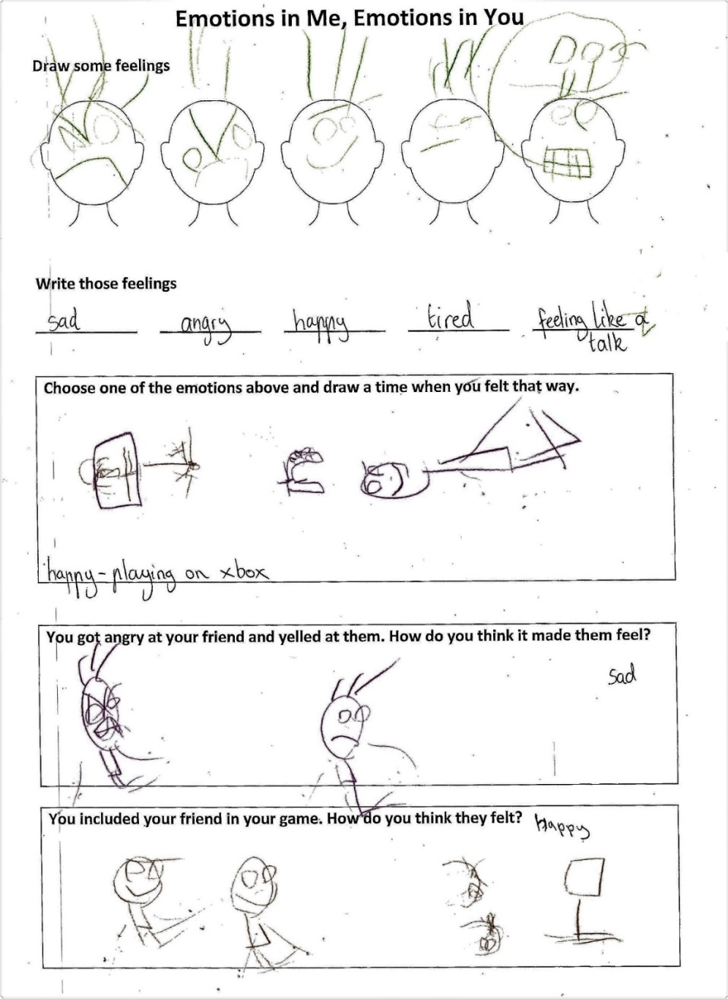 Emotions in Me, Emotions in You
Draw some feelings
Write those feelings
sad angry happy tired feeling like a
talk
Choose one of the emotions above and draw a time when you felt that way.
happy-playing on xbox
You got angry at your friend and yelled at them. How do you think it made them feel?
sad
You included your friend in your game. How do you think they felt? Happy